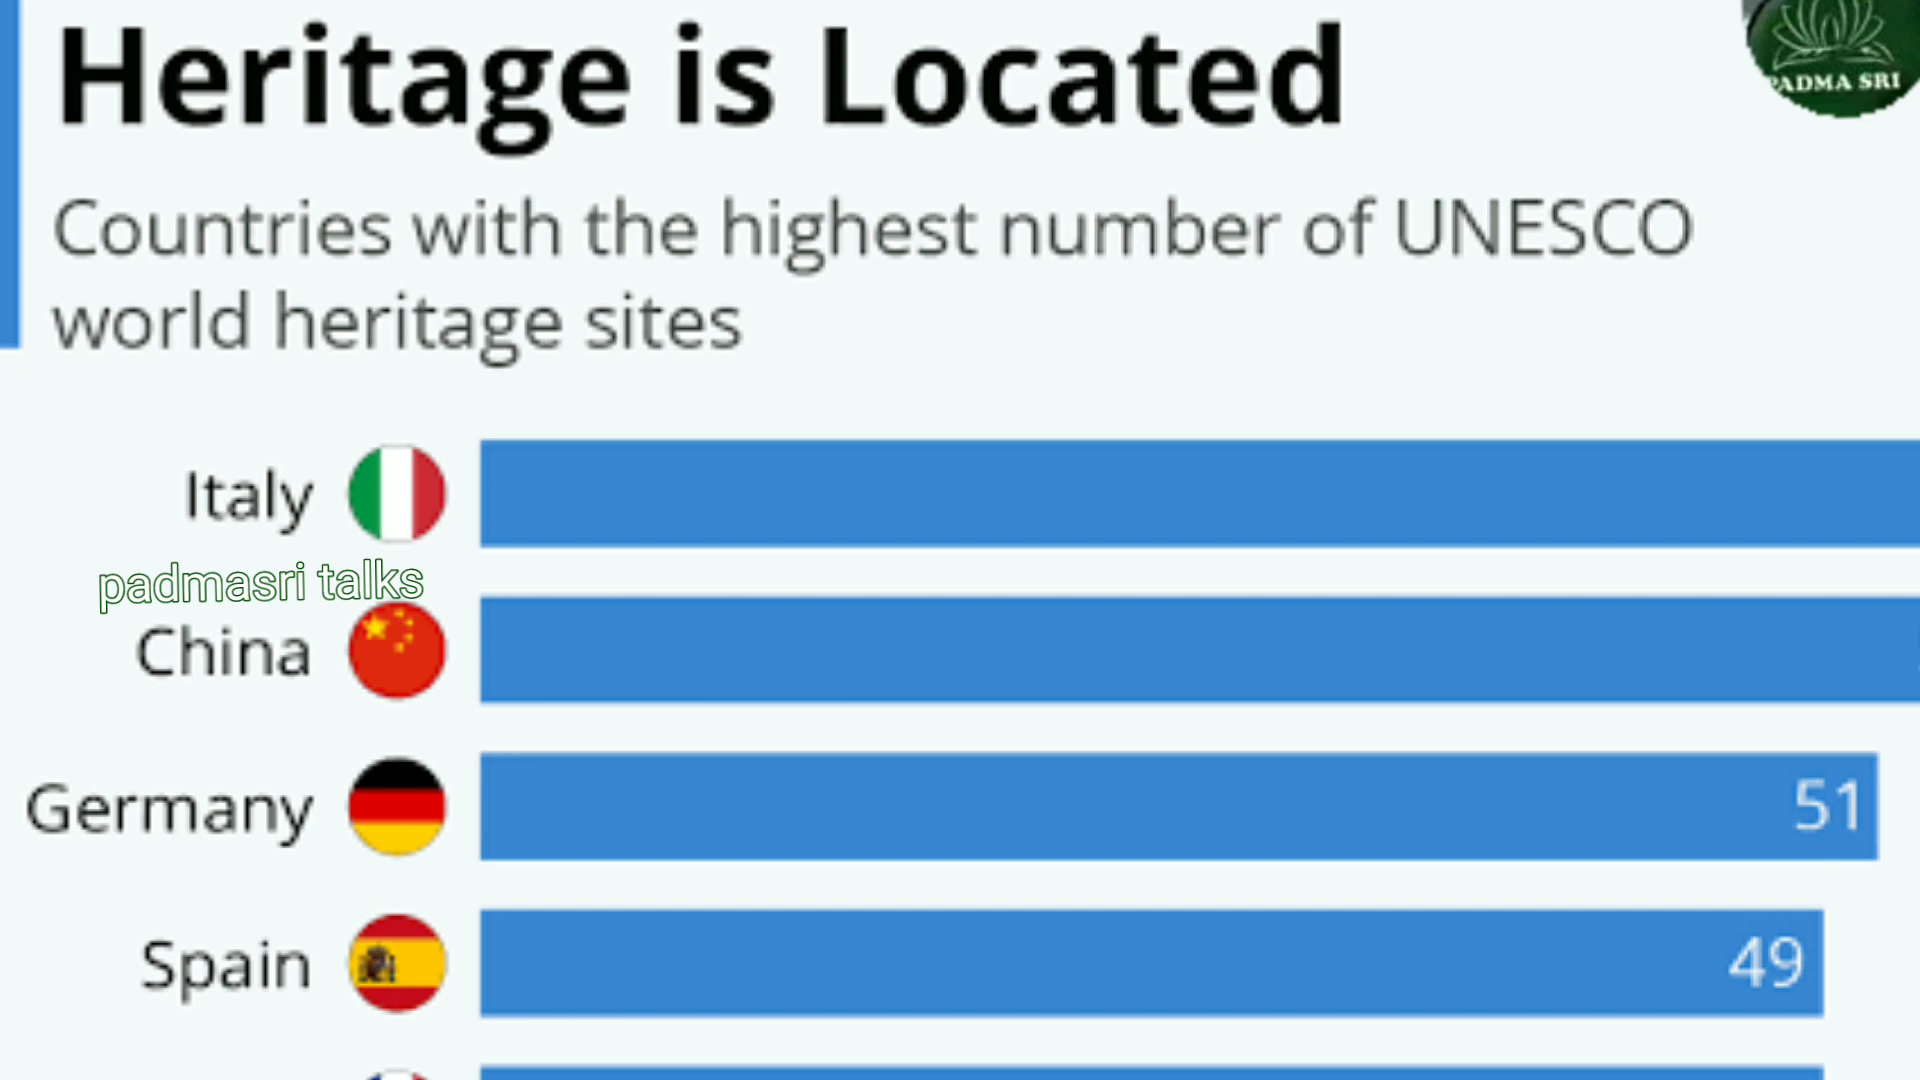 Heritage is Located
PADMA SRI
Countries with the highest number of UNESCO
world heritage sites
Italy
padmasri talks
China
Germany 51
Spain 49